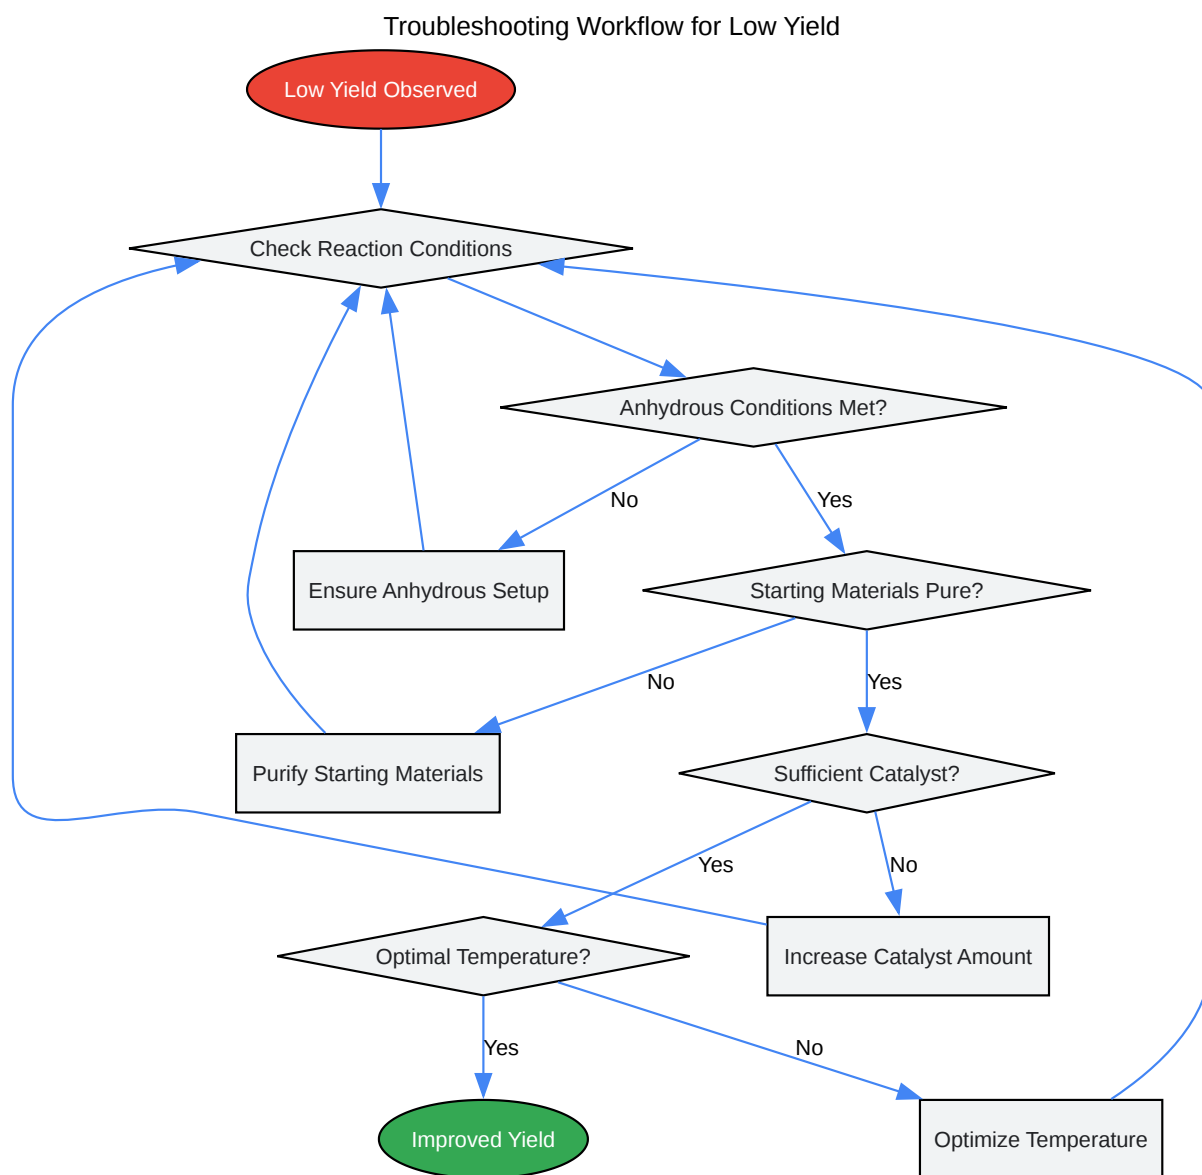 Troubleshooting Workflow for Low Yield
Low Yield Observed
Check Reaction Conditions
Anhydrous Conditions Met?
No
Yes
Ensure Anhydrous Setup
Starting Materials Pure?
No
Yes
Purify Starting Materials
Sufficient Catalyst?
Yes
No
Optimal Temperature?
Increase Catalyst Amount
Yes
No
Improved Yield
Optimize Temperature